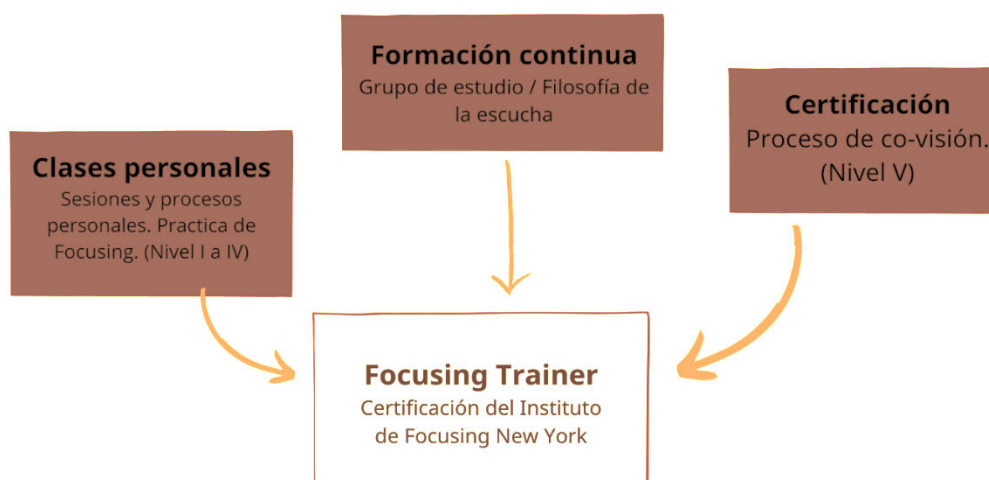 Formación continua
Grupo de estudio / Filosofía de
la escucha
Certificación
Proceso de co-visión.
(Nivel V)
Clases personales
Sesiones y procesos
personales. Practica de
Focusing. (Nivel I a IV)
Focusing Trainer
Certificación del Instituto
de Focusing New York